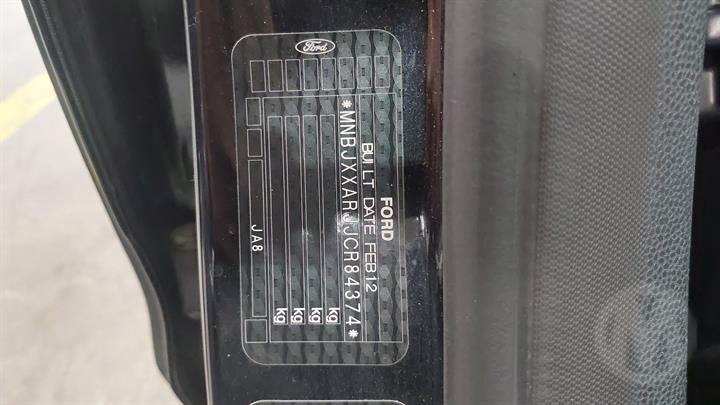 Ford
FORD
BUILT DATE FEB12
*MNBJXXARJJCR84374*
kg
kg
kg
kg
JA8